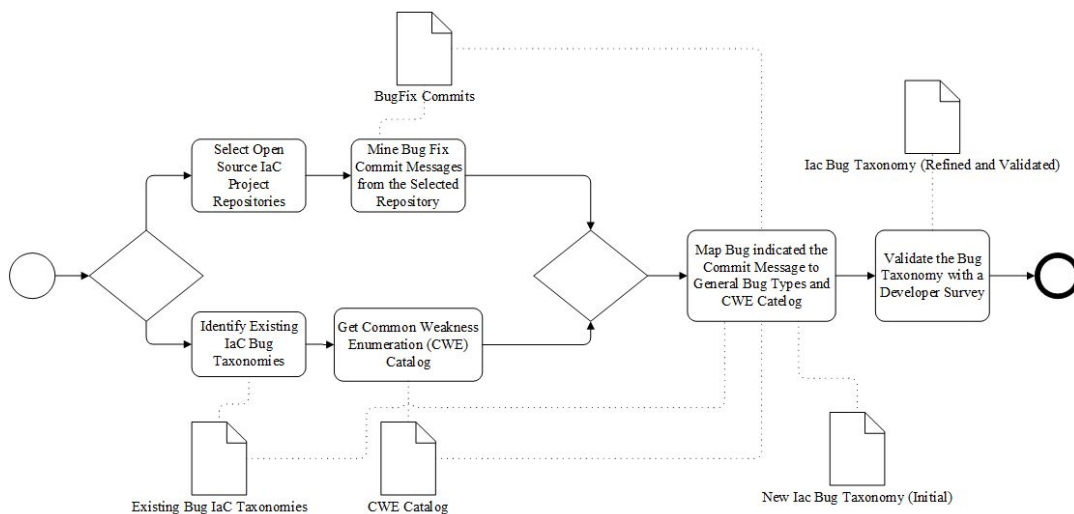 BugFix Commits
Select Open
Source IaC
Project
Repositories
Mine Bug Fix
Commit Messages
from the Selected
Repository
Iac Bug Taxonomy (Refined and Validated)
Map Bug indicated the
Commit Message to
General Bug Types and
CWE Catelog
Validate the Bug
Taxonomy with a
Developer Survey
Identify Existing
IaC Bug
Taxonomies
Get Common Weakness
Enumeration (CWE)
Catalog
Existing Bug IaC Taxonomies
CWE Catalog
New Iac Bug Taxonomy (Initial)